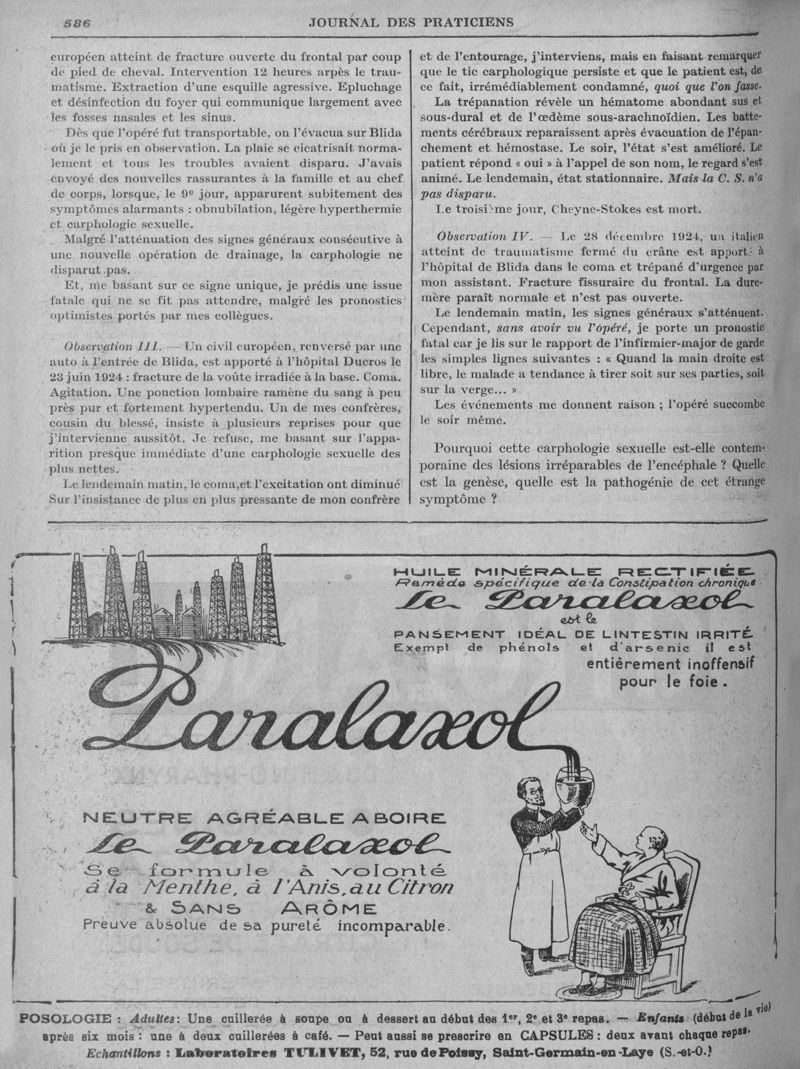 586
JOURNAL DES PRATICIENS
européen atteint de fracture ouverte du frontal par coup
de pied de cheval. Intervention 12 heures arpès le trau-
matisme. Extraction d'une esquille agressive. Epluchage
et désinfection du foyer qui communique largement avec
les fosses nasales et les sinus.
Dès que l'opéré fut transportable, on l'évacua sur Blida
où je le pris en observation. La plaie se cicatrisait norma-
lement et tous les troubles avaient disparu. J'avais
envoyé des nouvelles rassurantes à la famille et au chef
de corps, lorsque, le 9e jour, apparurent subitement des
symptômes alarmants : obnubilation, légère hyperthermie
et carphologie sexuelle.
Malgré l'atténuation des signes généraux consécutive à
une nouvelle opération de drainage, la carphologie ne
disparut pas.
Et, me basant sur ce signe unique, je prédis une issue
fatale qui ne se fit pas attendre, malgré les pronostics
optimistes portés par mes collègues.
Observation III. — Un civil européen, renversé par une
auto à l'entrée de Blida, est apporté à l'hôpital Ducros le
23 juin 1924 : fracture de la voûte irradiée à la base. Coma.
Agitation. Une ponction lombaire ramène du sang à peu
près pur et fortement hypertendu. Un de mes confrères,
cousin du blessé, insiste à plusieurs reprises pour que
j'intervienne aussitôt. Je refuse, me basant sur l'appa-
rition presque immédiate d'une carphologie sexuelle des
plus nettes.
Le lendemain matin, le coma,et l'excitation ont diminué
Sur l'insistance de plus en plus pressante de mon confrère
et de l'entourage, j'interviens, mais en faisant remarquer
que le tic carphologique persiste et que le patient est, de
ce fait, irrémédiablement condamné, quoi que l'on fasse.
La trépanation révèle un hématome abondant sus et
sous-dural et de l'œdème sous-arachnoïdien. Les batte-
ments cérébraux reparaissent après évacuation de l'épan-
chement et hémostase. Le soir, l'état s'est amélioré. Le
patient répond « oui » à l'appel de son nom, le regard s'est
animé. Le lendemain, état stationnaire. Mais la C. S. n'a
pas disparu.
Le troisième jour, Cheyne-Stokes est mort.
Observation IV. — Le 28 décembre 1924, un italien
atteint de traumatisme fermé du crâne est apporté à
l'hôpital de Blida dans le coma et trépané d'urgence par
mon assistant. Fracture fissuraire du frontal. La dure-
mère paraît normale et n'est pas ouverte.
Le lendemain matin, les signes généraux s'atténuent.
Cependant, sans avoir vu l'opéré, je porte un pronostic
fatal car je lis sur le rapport de l'infirmier-major de garde
les simples lignes suivantes : « Quand la main droite est
libre, le malade a tendance à tirer soit sur ses parties, soit
sur la verge... »
Les événements me donnent raison ; l'opéré succombe
le soir même.
Pourquoi cette carphologie sexuelle est-elle contem-
poraine des lésions irréparables de l'encéphale ? Quelle
est la genèse, quelle est la pathogénie de cet étrange
symptôme ?
HUILE MINÉRALE RECTIFIÉE
Remède spécifique de la Constipation chronique
Le Paralaxol
est le
PANSEMENT IDÉAL DE L'INTESTIN IRRITÉ
Exempt de phénols et d'arsenic il est
entièrement inoffensif
pour le foie.
Paralaxol
NEUTRE AGRÉABLE A BOIRE
Le Paralaxol
Se formule à volonté
à la Menthe, à l'Anis, au Citron
& SANS ARÔME
Preuve absolue de sa pureté incomparable.
POSOLOGIE : Adultes : Une cuillerée à soupe ou à dessert au début des 1er, 2e et 3e repas. — Enfants (début de la vie)
après six mois : une à deux cuillerées à café. — Peut aussi se prescrire en CAPSULES : deux avant chaque repas.
Echantillons : Laboratoires TULIVET, 52, rue de Poissy, Saint-Germain-en-Laye (S.-et-O.)